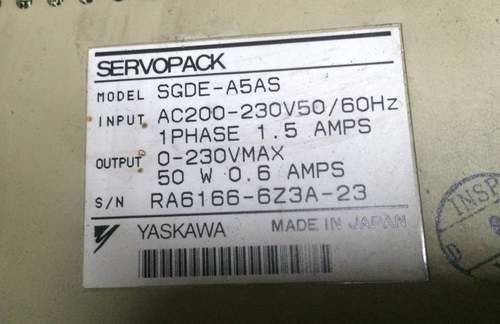 SERVOPACK
MODEL SGDE-A5AS
INPUT AC200-230V50/60Hz
1PHASE 1.5 AMPS
OUTPUT 0-230VMAX
50 W 0.6 AMPS
S/N RA6166-6Z3A-23
YASKAWA MADE IN JAPAN